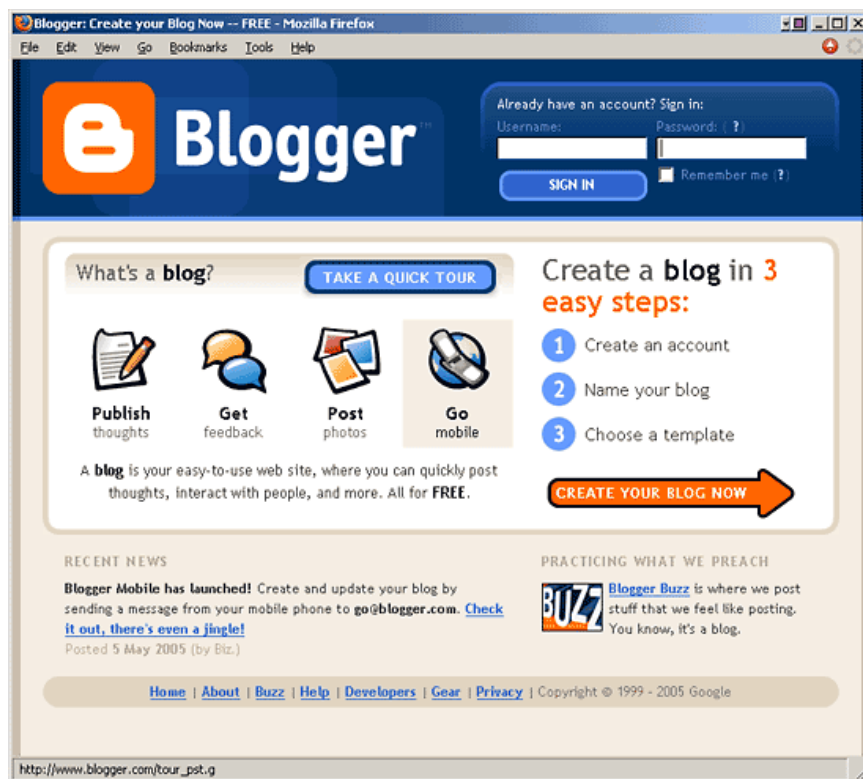 Blogger: Create your Blog Now -- FREE - Mozilla Firefox
File Edit View Go Bookmarks Tools Help
Blogger™
Already have an account? Sign in:
Username: Password: ( ? )
SIGN IN
Remember me (?)
What's a blog?
TAKE A QUICK TOUR
Publish
thoughts
Get
feedback
Post
photos
Go
mobile
A blog is your easy-to-use web site, where you can quickly post
thoughts, interact with people, and more. All for FREE.
Create a blog in 3
easy steps:
1 Create an account
2 Name your blog
3 Choose a template
CREATE YOUR BLOG NOW
RECENT NEWS
Blogger Mobile has launched! Create and update your blog by
sending a message from your mobile phone to go@blogger.com. Check
it out, there's even a jingle!
Posted 5 May 2005 (by Biz.)
PRACTICING WHAT WE PREACH
BUZZ
Blogger Buzz is where we post
stuff that we feel like posting.
You know, it's a blog.
Home | About | Buzz | Help | Developers | Gear | Privacy | Copyright © 1999 - 2005 Google
http://www.blogger.com/tour_pst.g